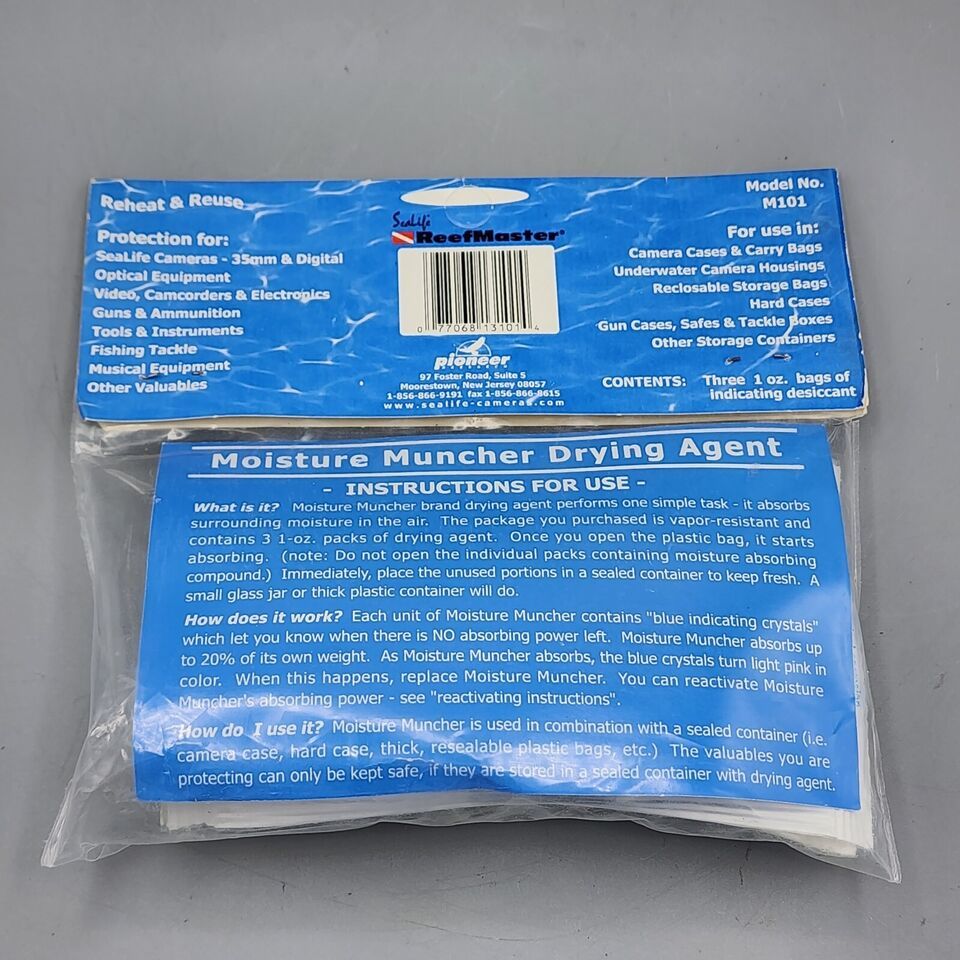 Reheat & Reuse
Protection for:
SeaLife Cameras - 35mm & Digital
Optical Equipment
Video, Camcorders & Electronics
Guns & Ammunition
Tools & Instruments
Fishing Tackle
Musical Equipment
Other Valuables
SeaLife
ReefMaster®
0 77068 13101 4
pioneer
97 Foster Road, Suite 5
Moorestown, New Jersey 08057
1-856-866-9191 fax 1-856-866-8615
www.sealife-cameras.com
Model No.
M101
For use in:
Camera Cases & Carry Bags
Underwater Camera Housings
Reclosable Storage Bags
Hard Cases
Gun Cases, Safes & Tackle Boxes
Other Storage Containers
CONTENTS: Three 1 oz. bags of
indicating desiccant
Moisture Muncher Drying Agent
- INSTRUCTIONS FOR USE -
What is it? Moisture Muncher brand drying agent performs one simple task - it absorbs
surrounding moisture in the air. The package you purchased is vapor-resistant and
contains 3 1-oz. packs of drying agent. Once you open the plastic bag, it starts
absorbing. (note: Do not open the individual packs containing moisture absorbing
compound.) Immediately, place the unused portions in a sealed container to keep fresh. A
small glass jar or thick plastic container will do.
How does it work? Each unit of Moisture Muncher contains "blue indicating crystals"
which let you know when there is NO absorbing power left. Moisture Muncher absorbs up
to 20% of its own weight. As Moisture Muncher absorbs, the blue crystals turn light pink in
color. When this happens, replace Moisture Muncher. You can reactivate Moisture
Muncher's absorbing power - see "reactivating instructions".
How do I use it? Moisture Muncher is used in combination with a sealed container (i.e.
camera case, hard case, thick, resealable plastic bags, etc.) The valuables you are
protecting can only be kept safe, if they are stored in a sealed container with drying agent.